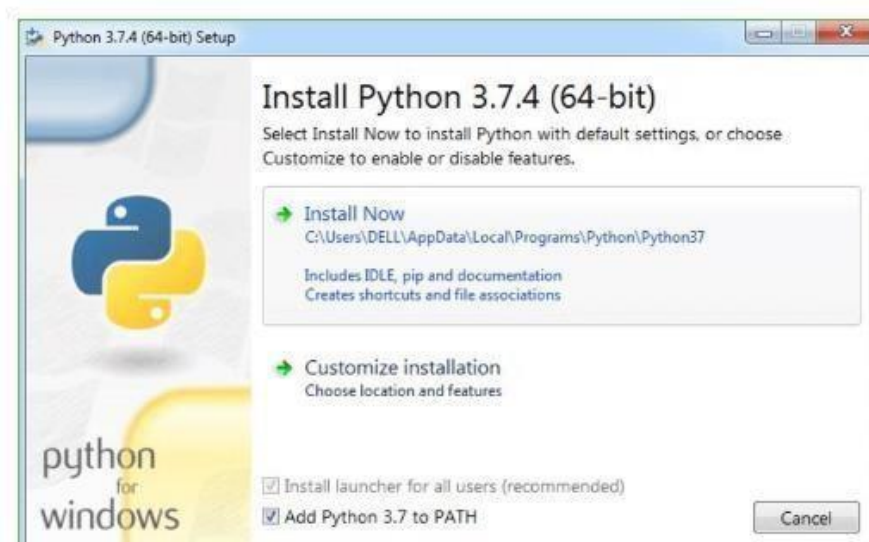 Python 3.7.4 (64-bit) Setup
Install Python 3.7.4 (64-bit)
Select Install Now to install Python with default settings, or choose
Customize to enable or disable features.
Install Now
C:\Users\DELL\AppData\Local\Programs\Python\Python37
Includes IDLE, pip and documentation
Creates shortcuts and file associations
Customize installation
Choose location and features
python
for
windows
Install launcher for all users (recommended)
Add Python 3.7 to PATH
Cancel